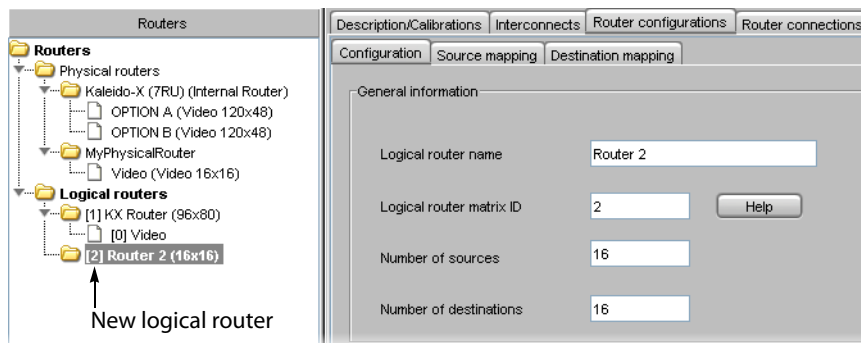 Routers
Routers
Physical routers
Kaleido-X (7RU) (Internal Router)
OPTION A (Video 120x48)
OPTION B (Video 120x48)
MyPhysicalRouter
Video (Video 16x16)
Logical routers
[1] KX Router (96x80)
[0] Video
[2] Router 2 (16x16)
New logical router
Description/Calibrations Interconnects Router configurations Router connections
Configuration Source mapping Destination mapping
General information
Logical router name Router 2
Logical router matrix ID 2 Help
Number of sources 16
Number of destinations 16